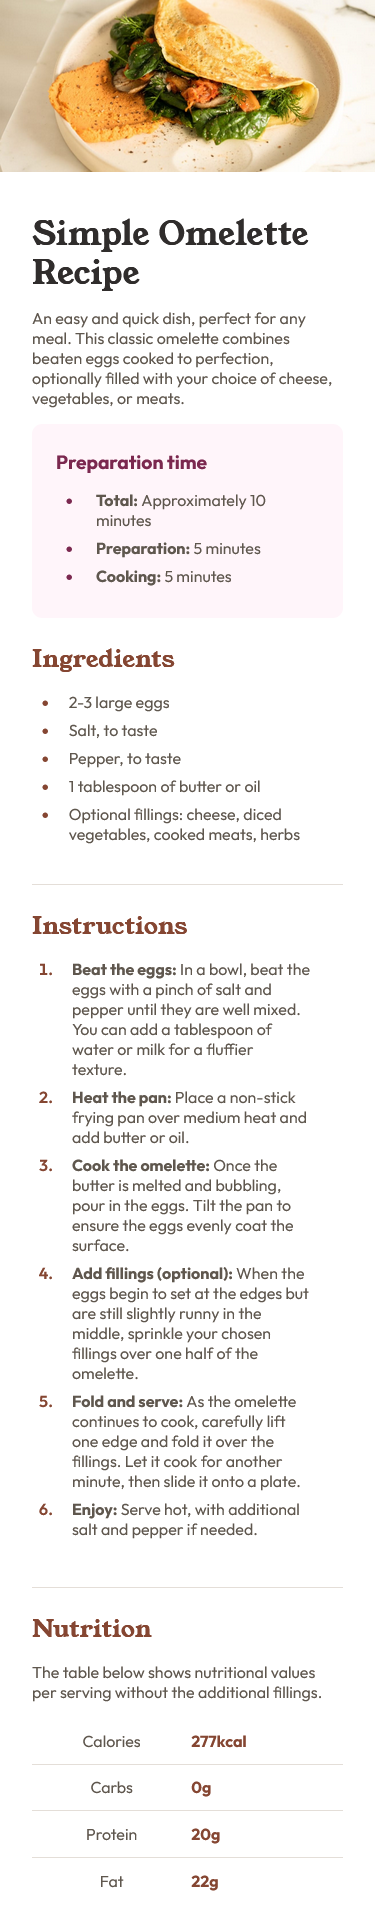 Simple Omelette
Recipe
An easy and quick dish, perfect for any
meal. This classic omelette combines
beaten eggs cooked to perfection,
optionally filled with your choice of cheese,
vegetables, or meats.
Preparation time
• Total: Approximately 10
minutes
• Preparation: 5 minutes
• Cooking: 5 minutes
Ingredients
• 2-3 large eggs
• Salt, to taste
• Pepper, to taste
• 1 tablespoon of butter or oil
• Optional fillings: cheese, diced
vegetables, cooked meats, herbs
Instructions
1. Beat the eggs: In a bowl, beat the
eggs with a pinch of salt and
pepper until they are well mixed.
You can add a tablespoon of
water or milk for a fluffier
texture.
2. Heat the pan: Place a non-stick
frying pan over medium heat and
add butter or oil.
3. Cook the omelette: Once the
butter is melted and bubbling,
pour in the eggs. Tilt the pan to
ensure the eggs evenly coat the
surface.
4. Add fillings (optional): When the
eggs begin to set at the edges but
are still slightly runny in the
middle, sprinkle your chosen
fillings over one half of the
omelette.
5. Fold and serve: As the omelette
continues to cook, carefully lift
one edge and fold it over the
fillings. Let it cook for another
minute, then slide it onto a plate.
6. Enjoy: Serve hot, with additional
salt and pepper if needed.
Nutrition
The table below shows nutritional values
per serving without the additional fillings.
Calories 277kcal
Carbs 0g
Protein 20g
Fat 22g